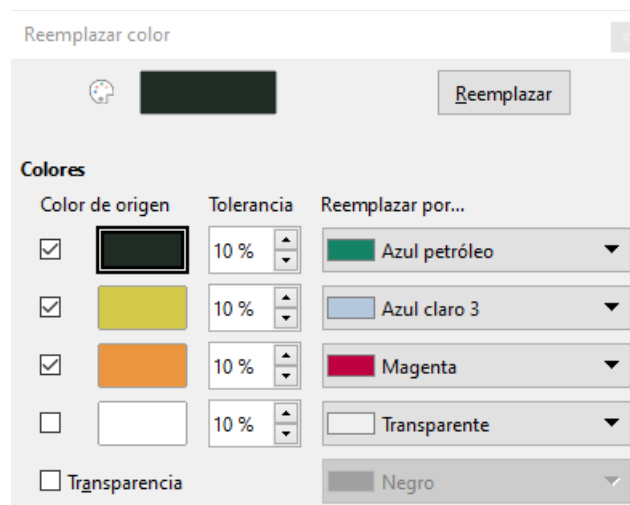 Reemplazar color
Reemplazar
Colores
Color de origen Tolerancia Reemplazar por...
10 % Azul petróleo
10 % Azul claro 3
10 % Magenta
10 % Transparente
Transparencia Negro